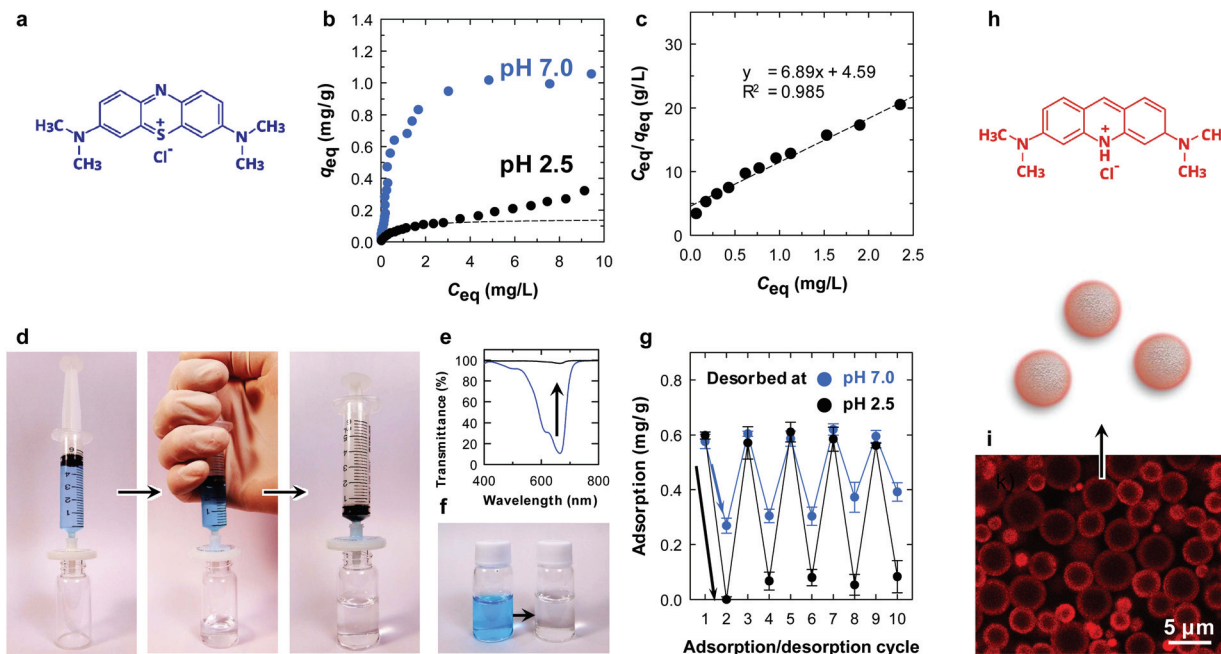 a
H3C
N
CH3
N
S
+
Cl-
N
CH3
CH3
b
qeq (mg/g)
1.4
1.2
1.0
0.8
0.6
0.4
0.2
0.0
pH 7.0
pH 2.5
0 2 4 6 8 10
Ceq (mg/L)
c
Ceq/qeq (g/L)
35
30
25
20
15
10
5
0
y = 6.89x + 4.59
R2 = 0.985
0.0 0.5 1.0 1.5 2.0 2.5
Ceq (mg/L)
h
H3C
N
CH3
+
N
H
Cl-
N
CH3
CH3
d
e
Transmittance (%)
100
80
60
40
20
0
400 600 800
Wavelength (nm)
f
g
Adsorption (mg/g)
0.8
0.6
0.4
0.2
0.0
Desorbed at
pH 7.0
pH 2.5
1 2 3 4 5 6 7 8 9 10
Adsorption/desorption cycle
i
k)
5 µm